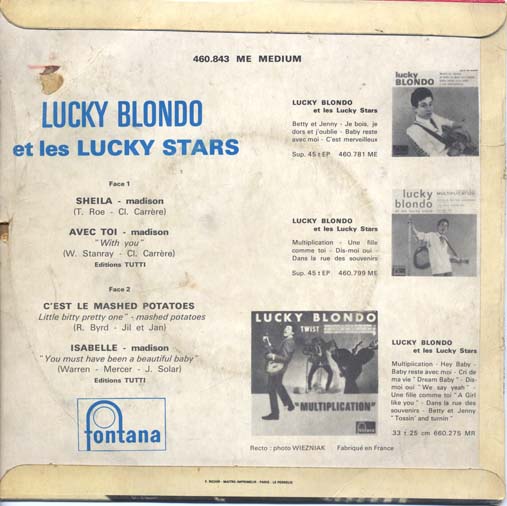 460.843 ME MEDIUM
LUCKY BLONDO
et les LUCKY STARS
Face 1
SHEILA - madison
(T. Roe - Cl. Carrère)
AVEC TOI - madison
"With you"
(W. Stanray - Cl. Carrère)
Editions TUTTI
Face 2
C'EST LE MASHED POTATOES
Little bitty pretty one" - mashed potatoes
(R. Byrd - Jil et Jan)
ISABELLE - madison
"You must have been a beautiful baby"
(Warren - Mercer - J. Solar)
Editions TUTTI
fontana
LUCKY BLONDO
et les Lucky Stars
Betty et Jenny - Je bois, je
dors et j'oublie - Baby reste
avec moi - C'est merveilleux
Sup. 45 t EP 460.781 ME
lucky
BLONDO
LUCKY BLONDO
et les Lucky Stars
Multiplication - Une fille
comme toi - Dis-moi oui -
Dans la rue des souvenirs
Sup. 45 t EP 460.799 ME
lucky
blondo
MULTIPLICATION
LUCKY BLONDO
TWIST
"MULTIPLICATION"
LUCKY BLONDO
et les Lucky Stars
Multiplication - Hey Baby -
Baby reste avec moi - Cri de
ma vie "Dream Baby" - Dis-
moi oui "We say yeah" -
Une fille comme toi "A Girl
like you" - Dans la rue des
souvenirs - Betty et Jenny
"Tossin' and turnin"
33 t 25 cm 660.275 MR
Recto : photo WIEZNIAK Fabriqué en France